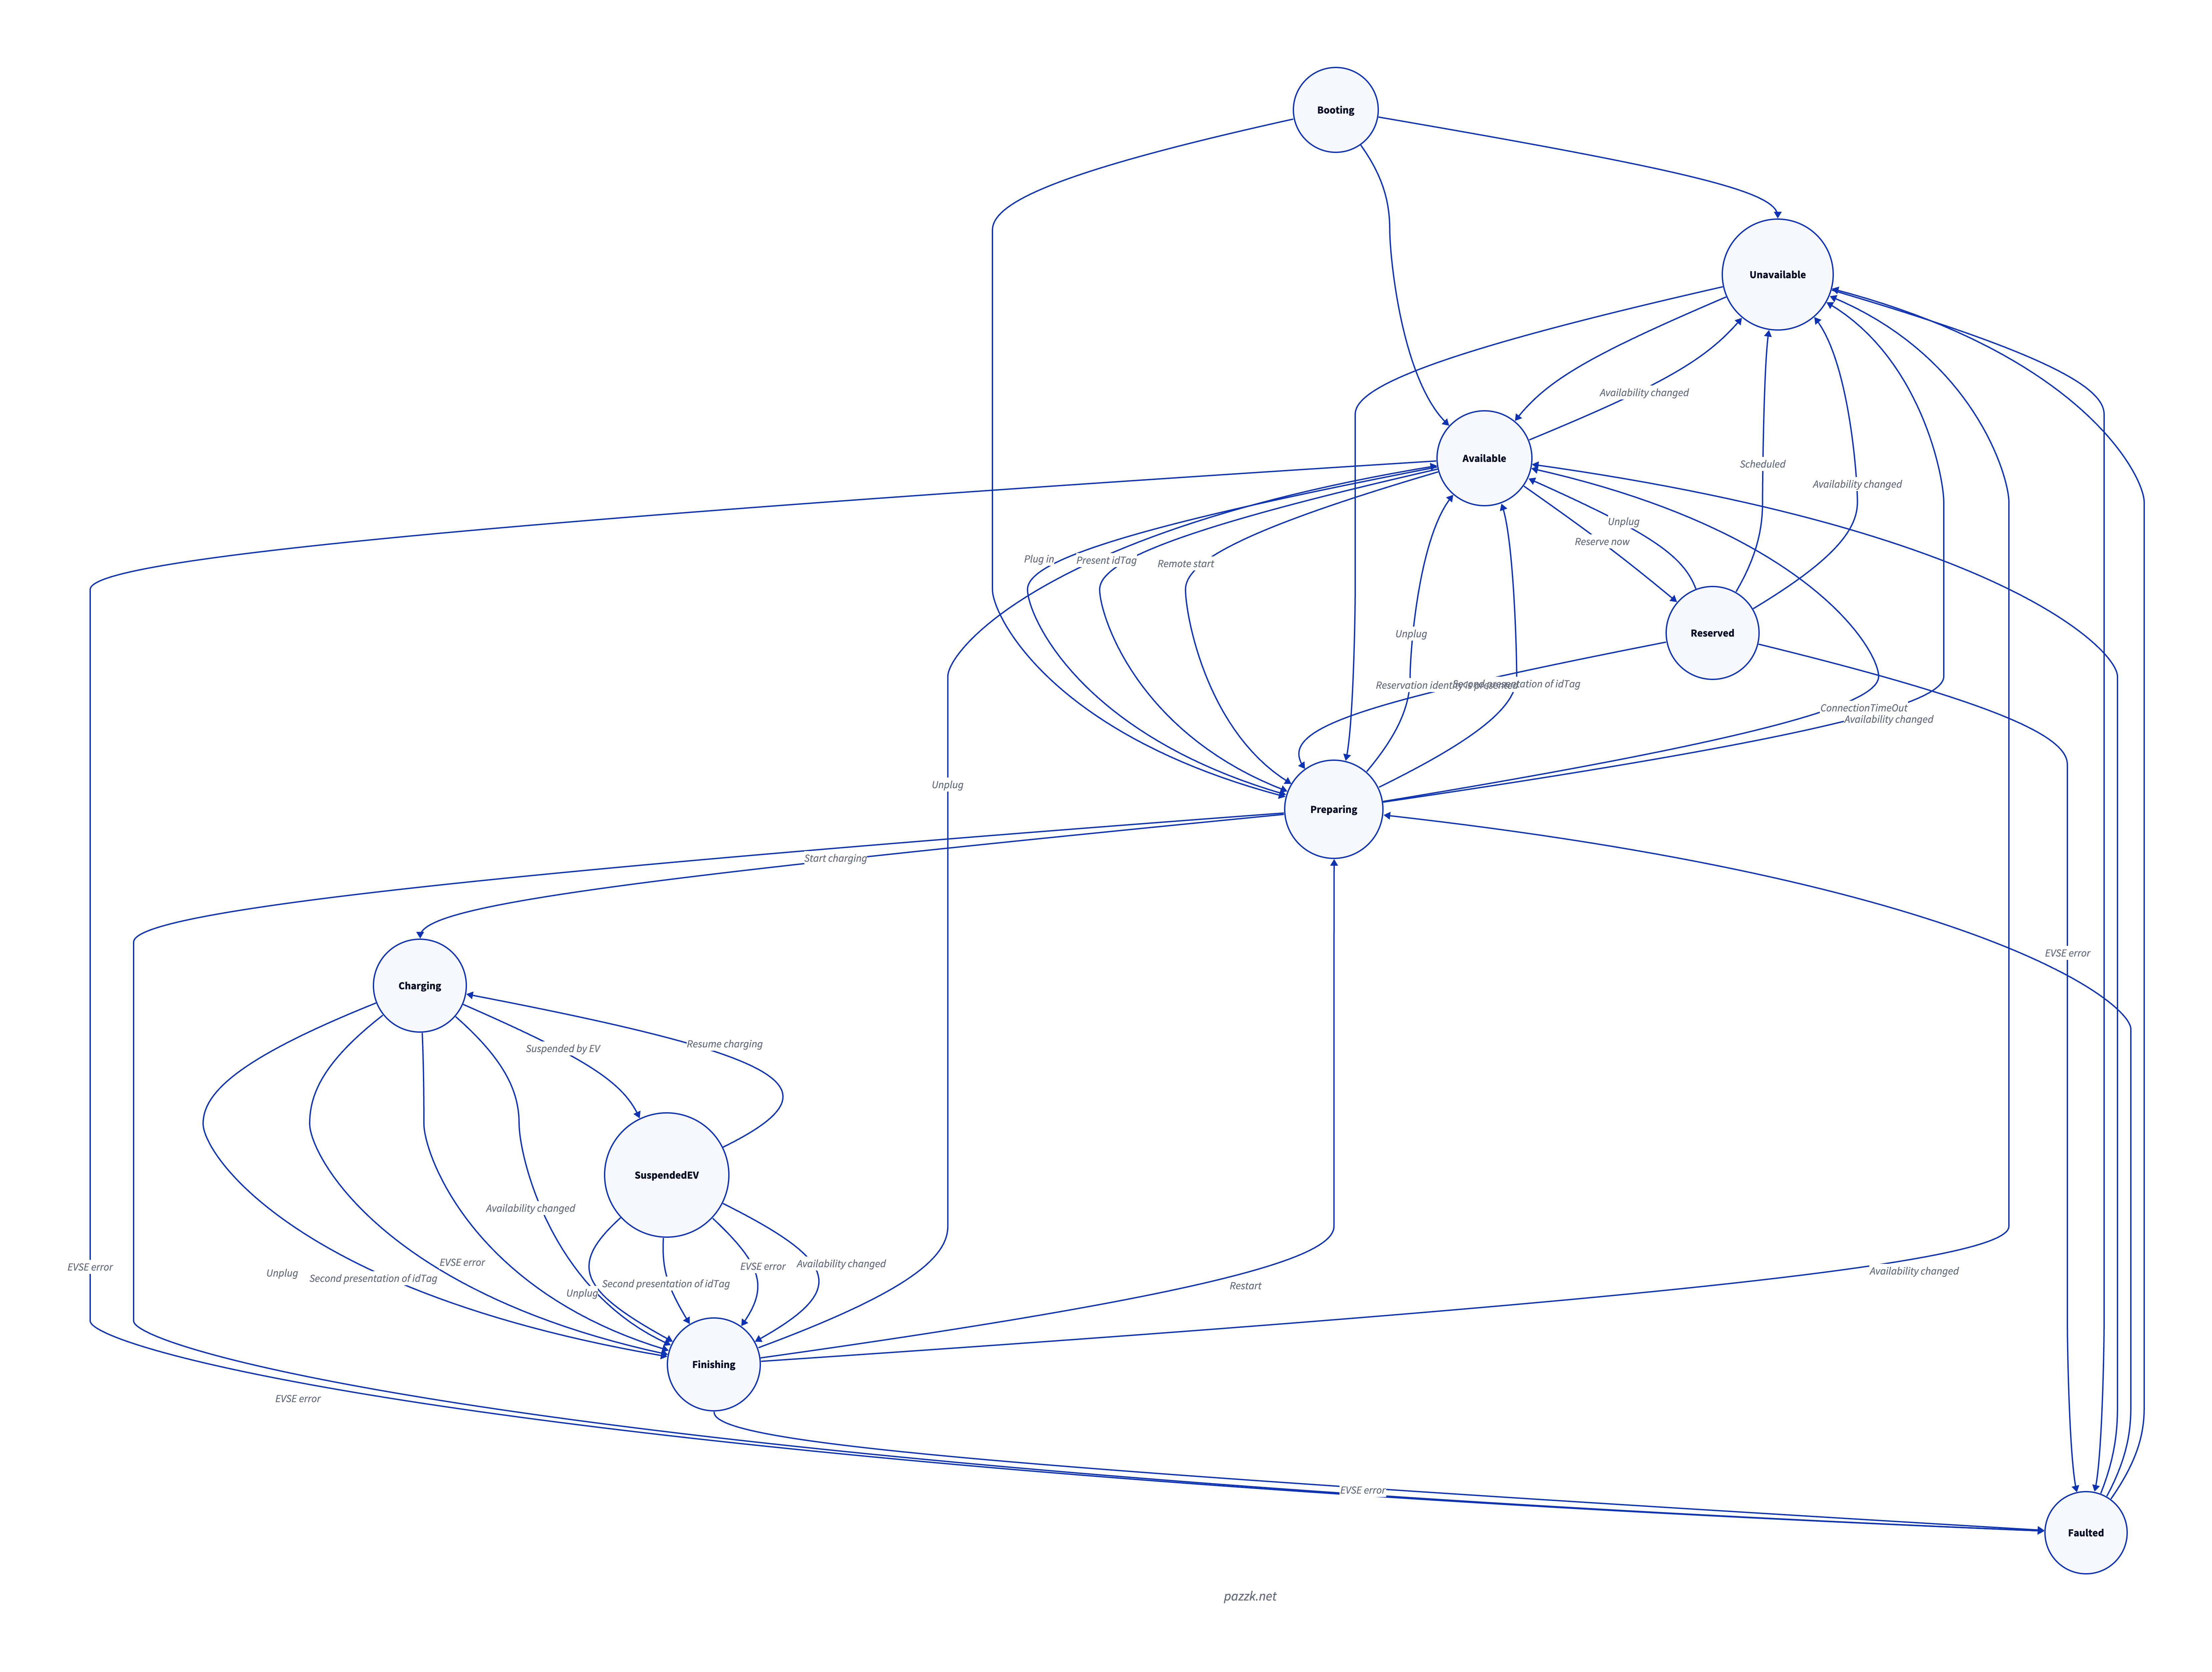 Booting
Unavailable
Availability changed
Available
Scheduled
Availability changed
Unplug
Reserve now
Plug in
Present idTag
Remote start
Reserved
Unplug
Reservation identity is presented
Second presentation of idTag
ConnectionTimeOut
Availability changed
Unplug
Preparing
Start charging
EVSE error
Charging
Suspended by EV
Resume charging
SuspendedEV
Availability changed
EVSE error
EVSE error
Unplug
Second presentation of idTag
EVSE error
Availability changed
Unplug
Second presentation of idTag
Restart
Availability changed
Finishing
EVSE error
EVSE error
Faulted
pazzk.net